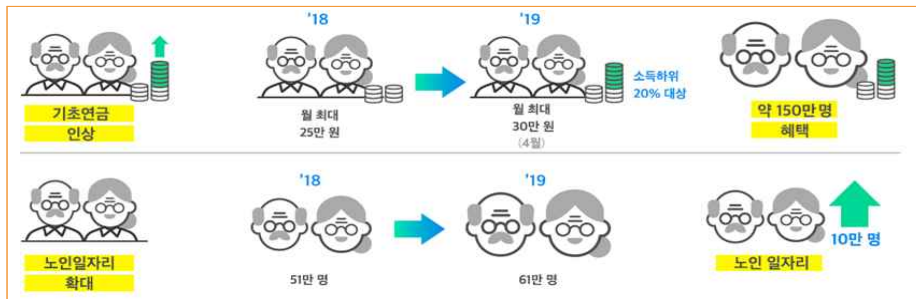 '18
'19
소득하위
20% 대상
기초연금
인상
월 최대
25만 원
월 최대
30만 원
(4월)
약 150만 명
혜택
'18
'19
10만 명
노인일자리
확대
51만 명
61만 명
노인 일자리